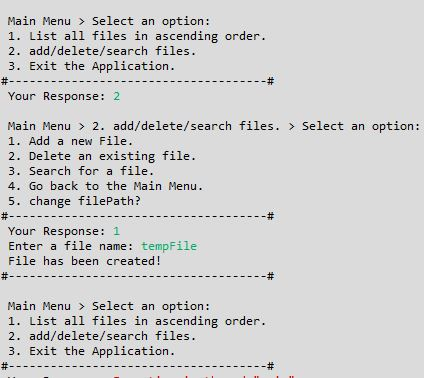 Main Menu > Select an option:
1. List all files in ascending order.
2. add/delete/search files.
3. Exit the Application.
#-------------------------------------#
Your Response: 2
Main Menu > 2. add/delete/search files. > Select an option:
1. Add a new File.
2. Delete an existing file.
3. Search for a file.
4. Go back to the Main Menu.
5. change filePath?
#-------------------------------------#
Your Response: 1
Enter a file name: tempFile
File has been created!
#-------------------------------------#
Main Menu > Select an option:
1. List all files in ascending order.
2. add/delete/search files.
3. Exit the Application.
#-------------------------------------#